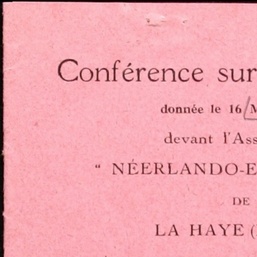 Conférence sur
donnée le 16
devant l'Ass
" NÉERLANDO-E
DE
LA HAYE (